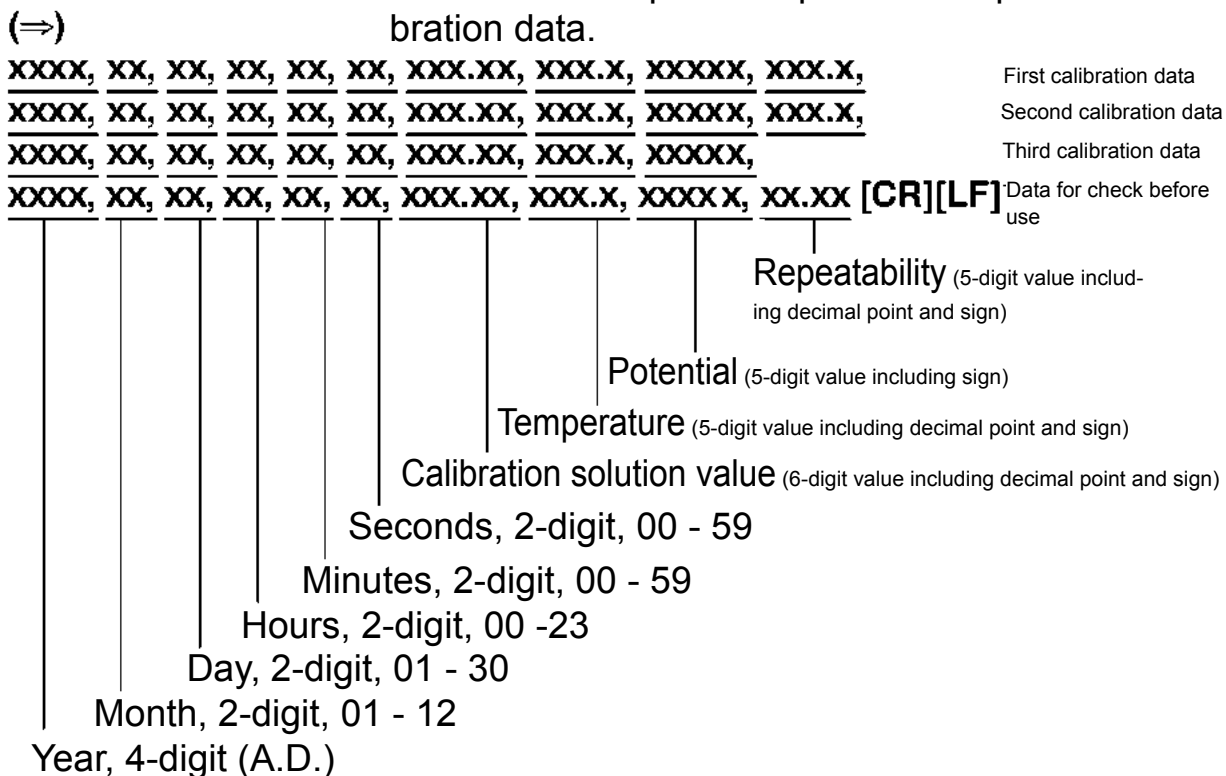 (⇒) bration data.
xxxx, xx, xx, xx, xx, xx, xxx.xx, xxx.x, xxxxx, xxx.x, First calibration data
xxxx, xx, xx, xx, xx, xx, xxx.xx, xxx.x, xxxxx, xxx.x, Second calibration data
xxxx, xx, xx, xx, xx, xx, xxx.xx, xxx.x, xxxxx, Third calibration data
xxxx, xx, xx, xx, xx, xx, xxx.xx, xxx.x, xxxxx, xx.xx [CR][LF] Data for check before
use
Repeatability (5-digit value includ-
ing decimal point and sign)
Potential (5-digit value including sign)
Temperature (5-digit value including decimal point and sign)
Calibration solution value (6-digit value including decimal point and sign)
Seconds, 2-digit, 00 - 59
Minutes, 2-digit, 00 - 59
Hours, 2-digit, 00 -23
Day, 2-digit, 01 - 30
Month, 2-digit, 01 - 12
Year, 4-digit (A.D.)